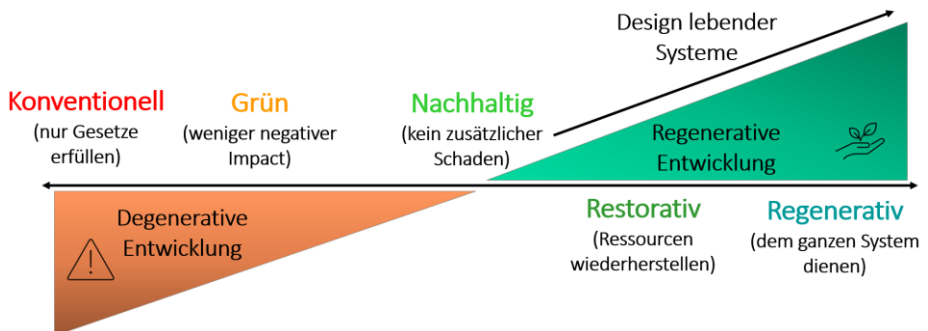 Design lebender
Systeme
Konventionell
(nur Gesetze
erfüllen)
Grün
(weniger negativer
Impact)
Nachhaltig
(kein zusätzlicher
Schaden)
Regenerative
Entwicklung
Degenerative
Entwicklung
Restorativ
(Ressourcen
wiederherstellen)
Regenerativ
(dem ganzen System
dienen)